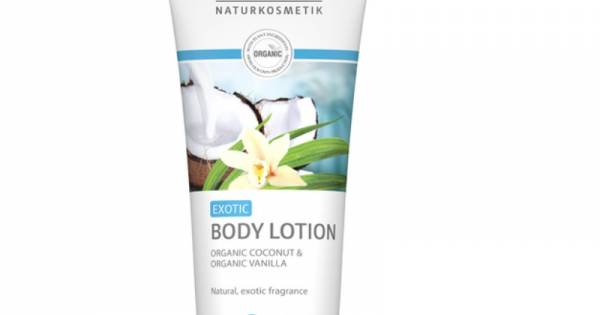 NATURKOSMETIK
ORGANIC
EXOTIC
BODY LOTION
ORGANIC COCONUT &
ORGANIC VANILLA
Natural, exotic fragrance